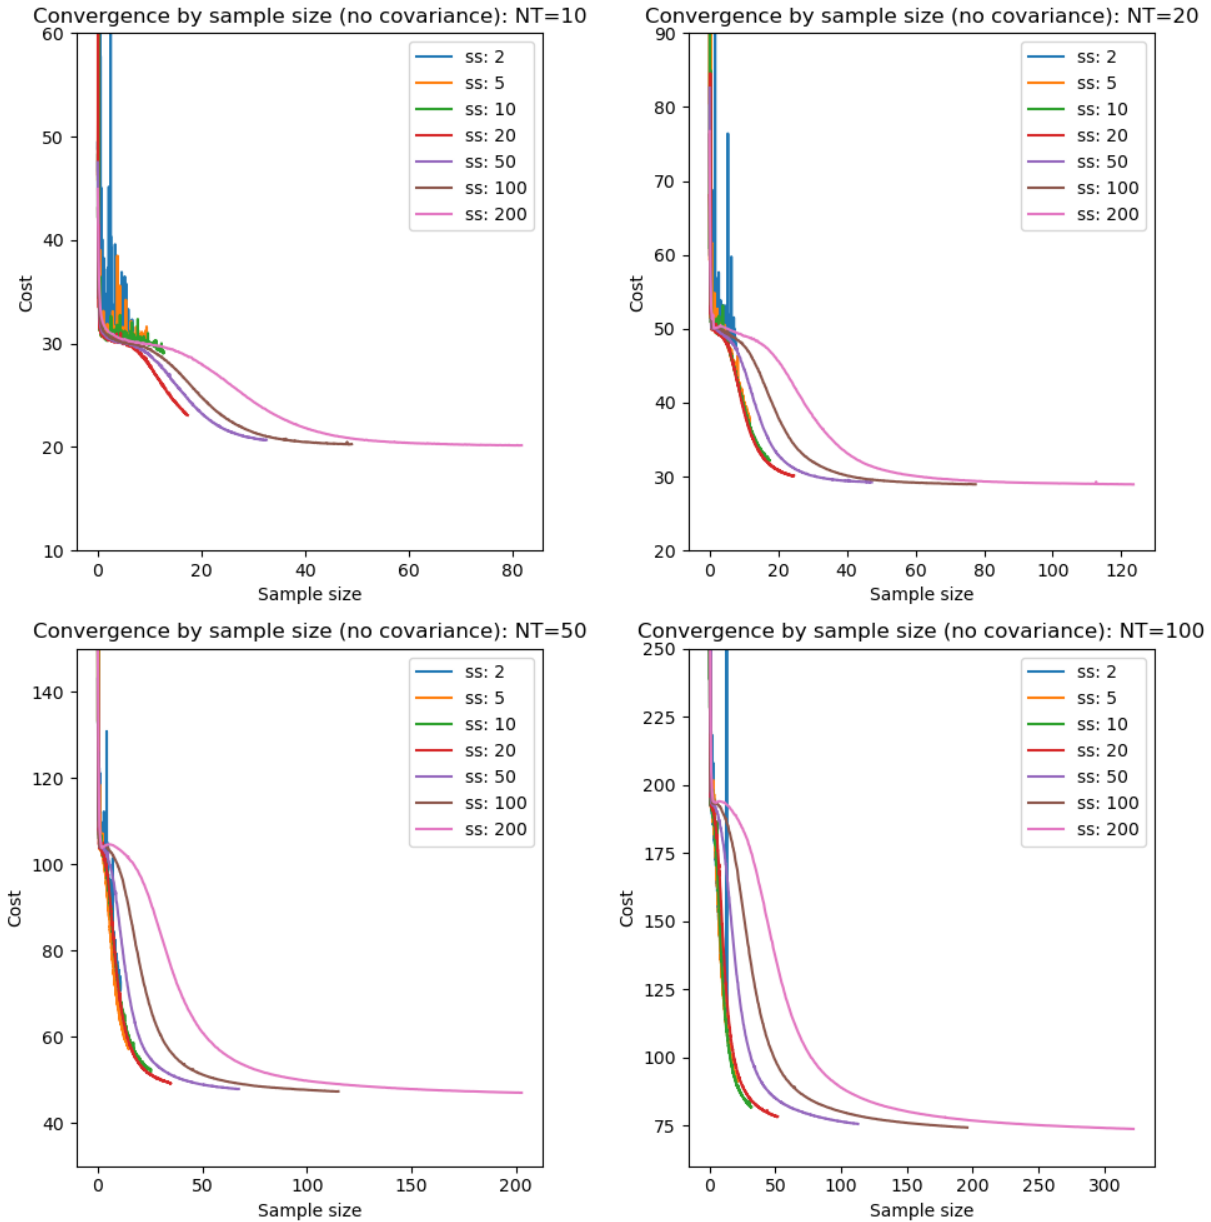 Convergence by sample size (no covariance): NT=10
60
50
40
30
20
10
Cost
ss: 2
ss: 5
ss: 10
ss: 20
ss: 50
ss: 100
ss: 200
0 20 40 60 80
Sample size
Convergence by sample size (no covariance): NT=20
90
80
70
60
50
40
30
20
Cost
ss: 2
ss: 5
ss: 10
ss: 20
ss: 50
ss: 100
ss: 200
0 20 40 60 80 100 120
Sample size
Convergence by sample size (no covariance): NT=50
140
120
100
80
60
40
Cost
ss: 2
ss: 5
ss: 10
ss: 20
ss: 50
ss: 100
ss: 200
0 50 100 150 200
Sample size
Convergence by sample size (no covariance): NT=100
250
225
200
175
150
125
100
75
Cost
ss: 2
ss: 5
ss: 10
ss: 20
ss: 50
ss: 100
ss: 200
0 50 100 150 200 250 300
Sample size